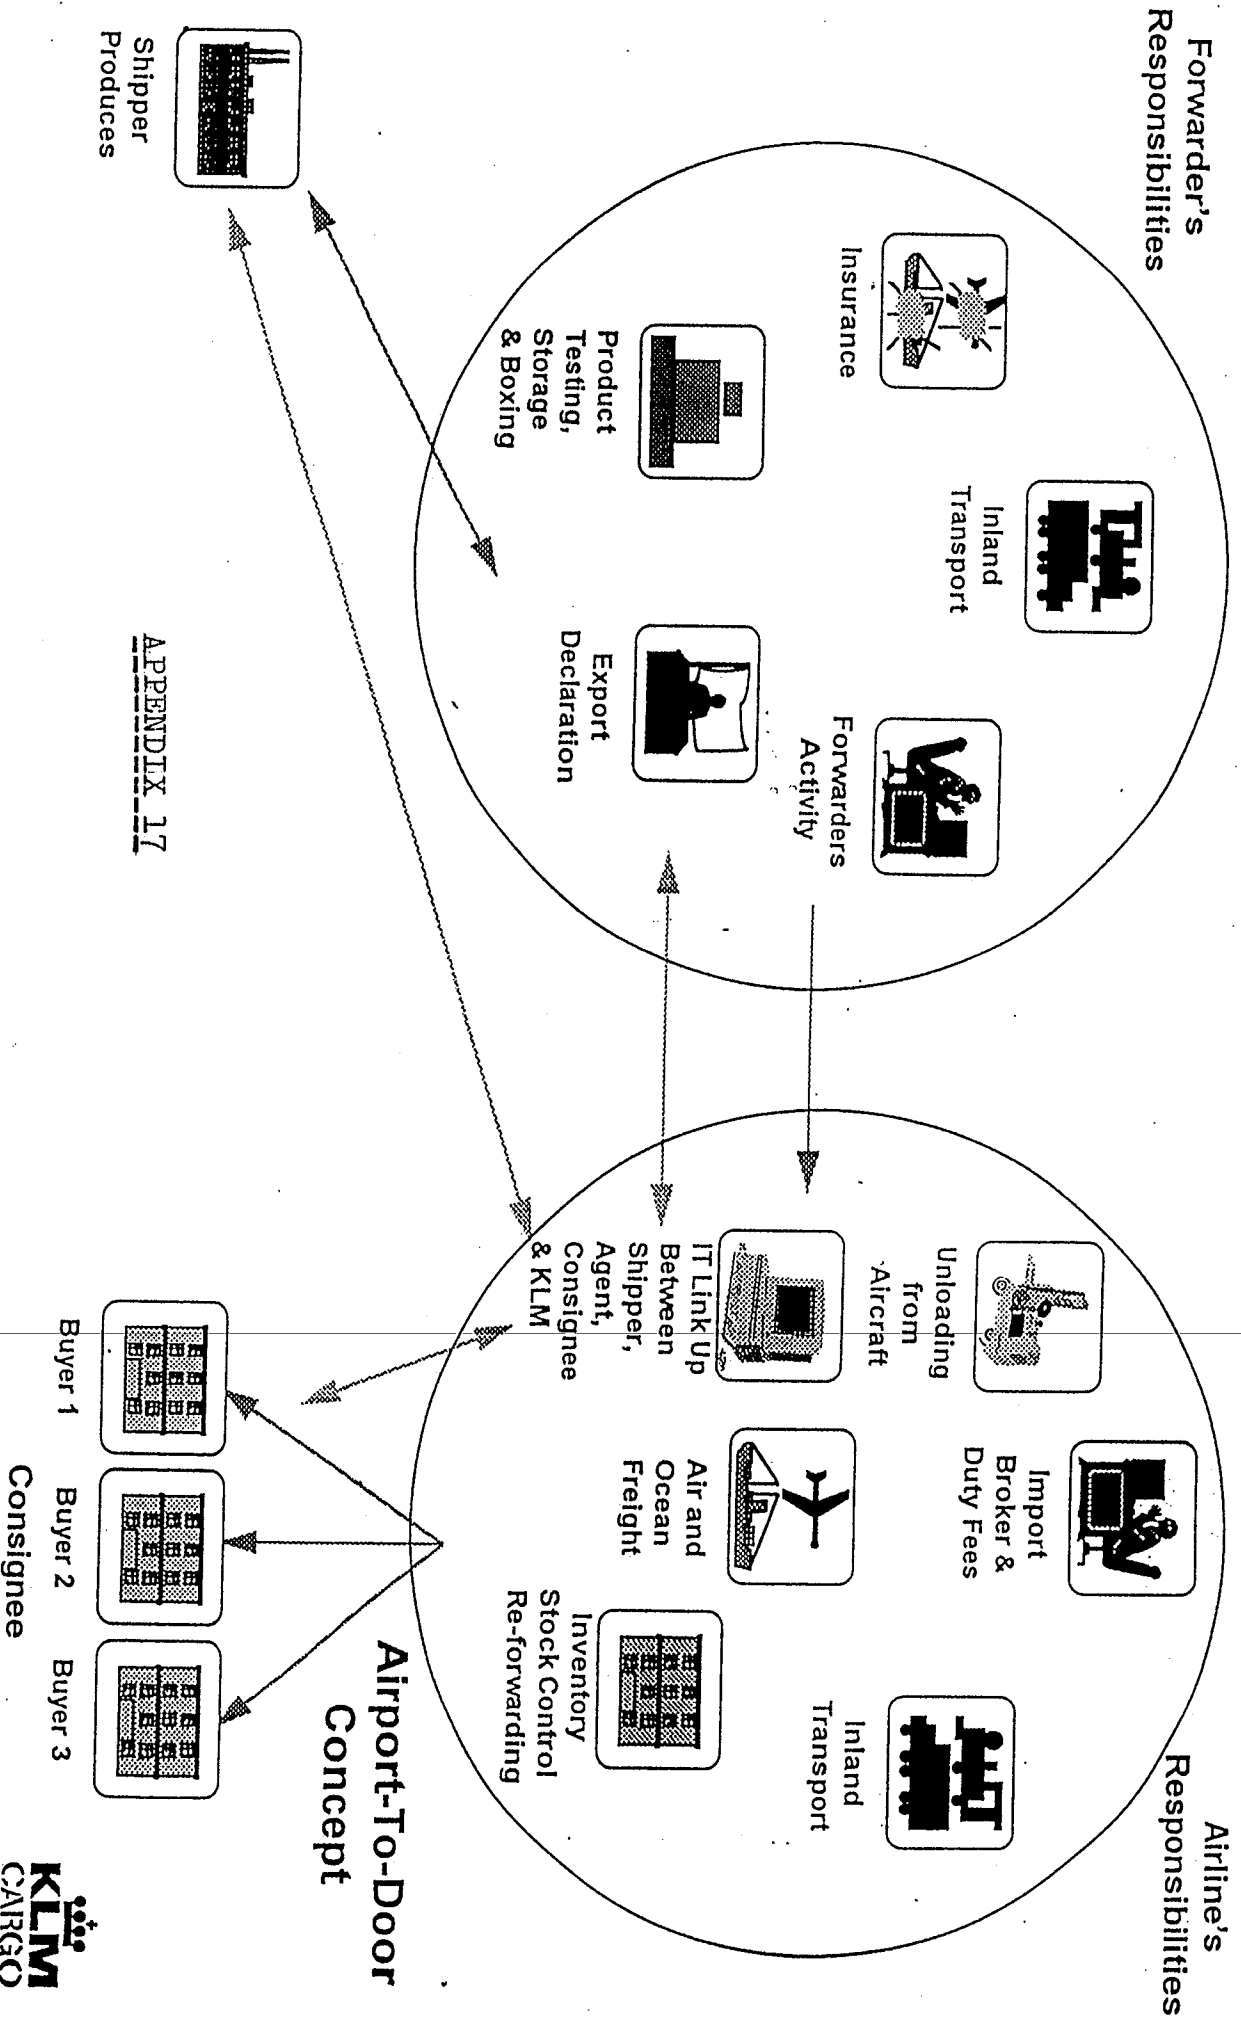 Forwarder's
Responsibilities
Airline's
Responsibilities
Insurance
Inland
Transport
Forwarders
Activity
Product
Testing,
Storage
& Boxing
Export
Declaration
Shipper
Produces
Unloading
from
Aircraft
Import
Broker &
Duty Fees
Inland
Transport
IT Link Up
Between
Shipper,
Agent,
Consignee
& KLM
Air and
Ocean
Freight
Inventory
Stock Control
Re-forwarding
Airport-To-Door
Concept
Buyer 1
Buyer 2
Buyer 3
Consignee
APPENDIX 17
KLM
CARGO